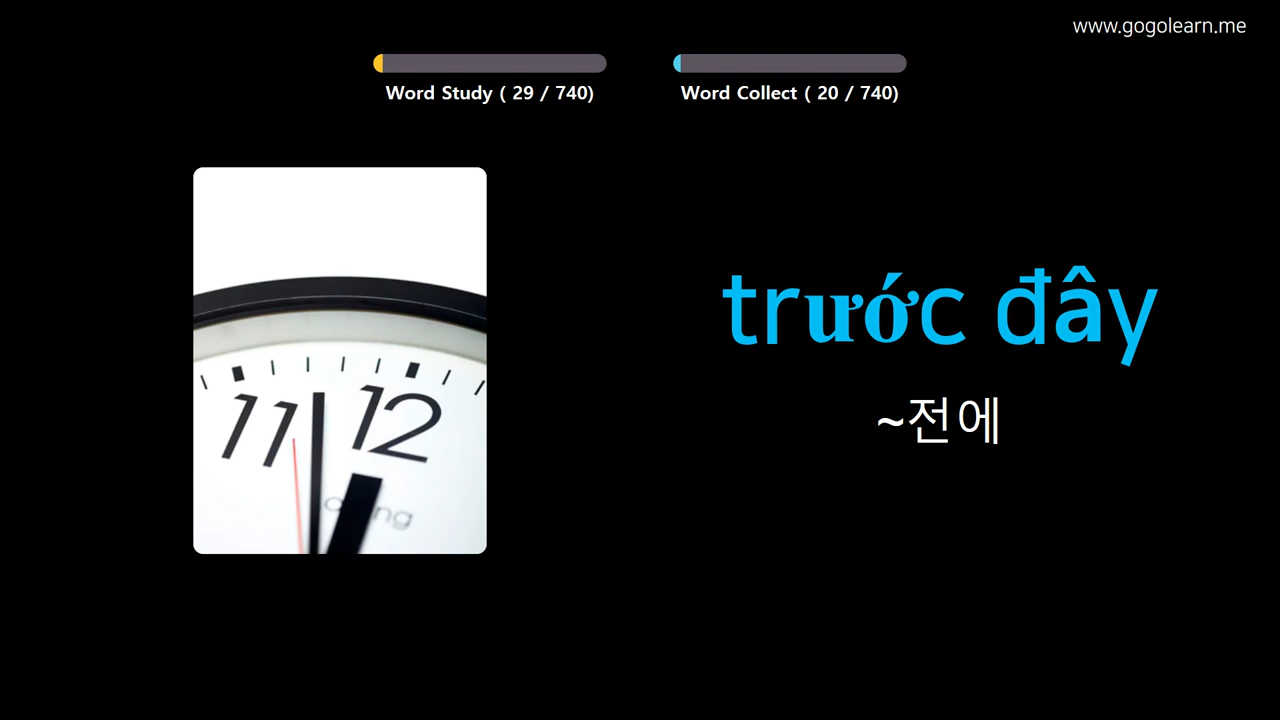 www.gogolearn.me
Word Study ( 29 / 740)
Word Collect ( 20 / 740)
11
12
trước đây
~전에